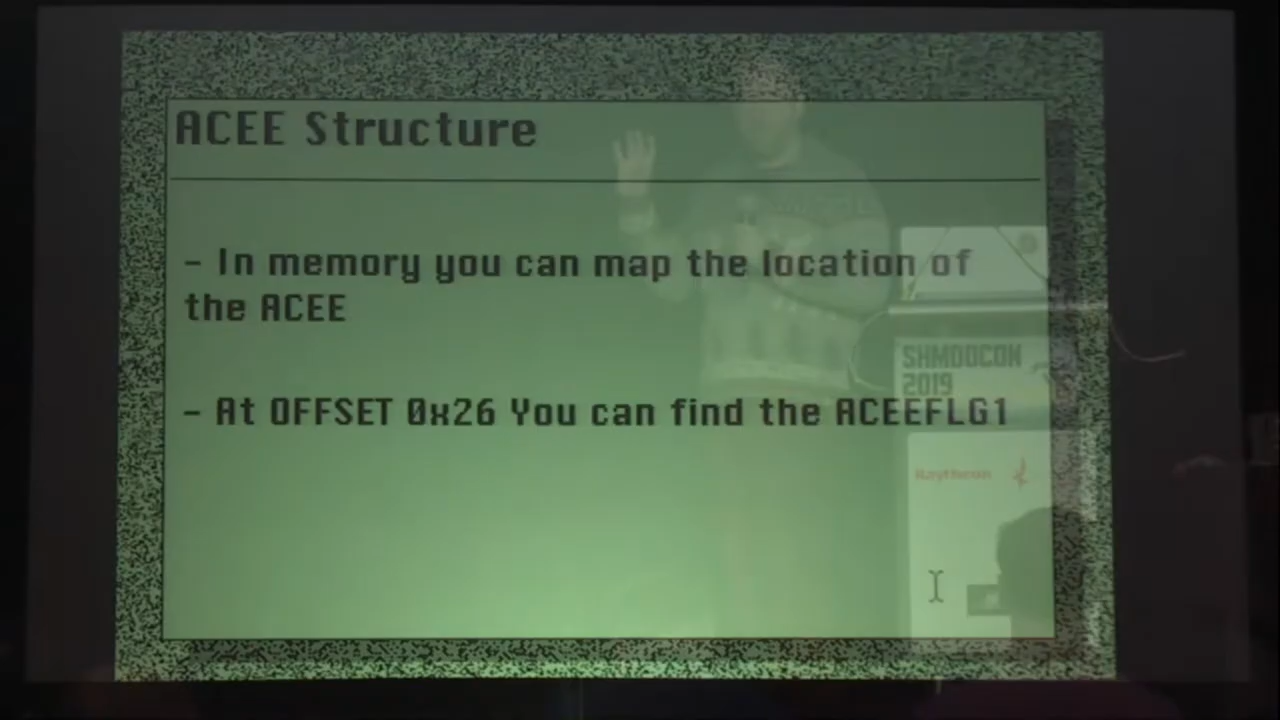 ACEE Structure
- In memory you can map the location of
the ACEE
SHMOOCON
2019
- At OFFSET 0x26 You can find the ACEEFLG1
Raytheon